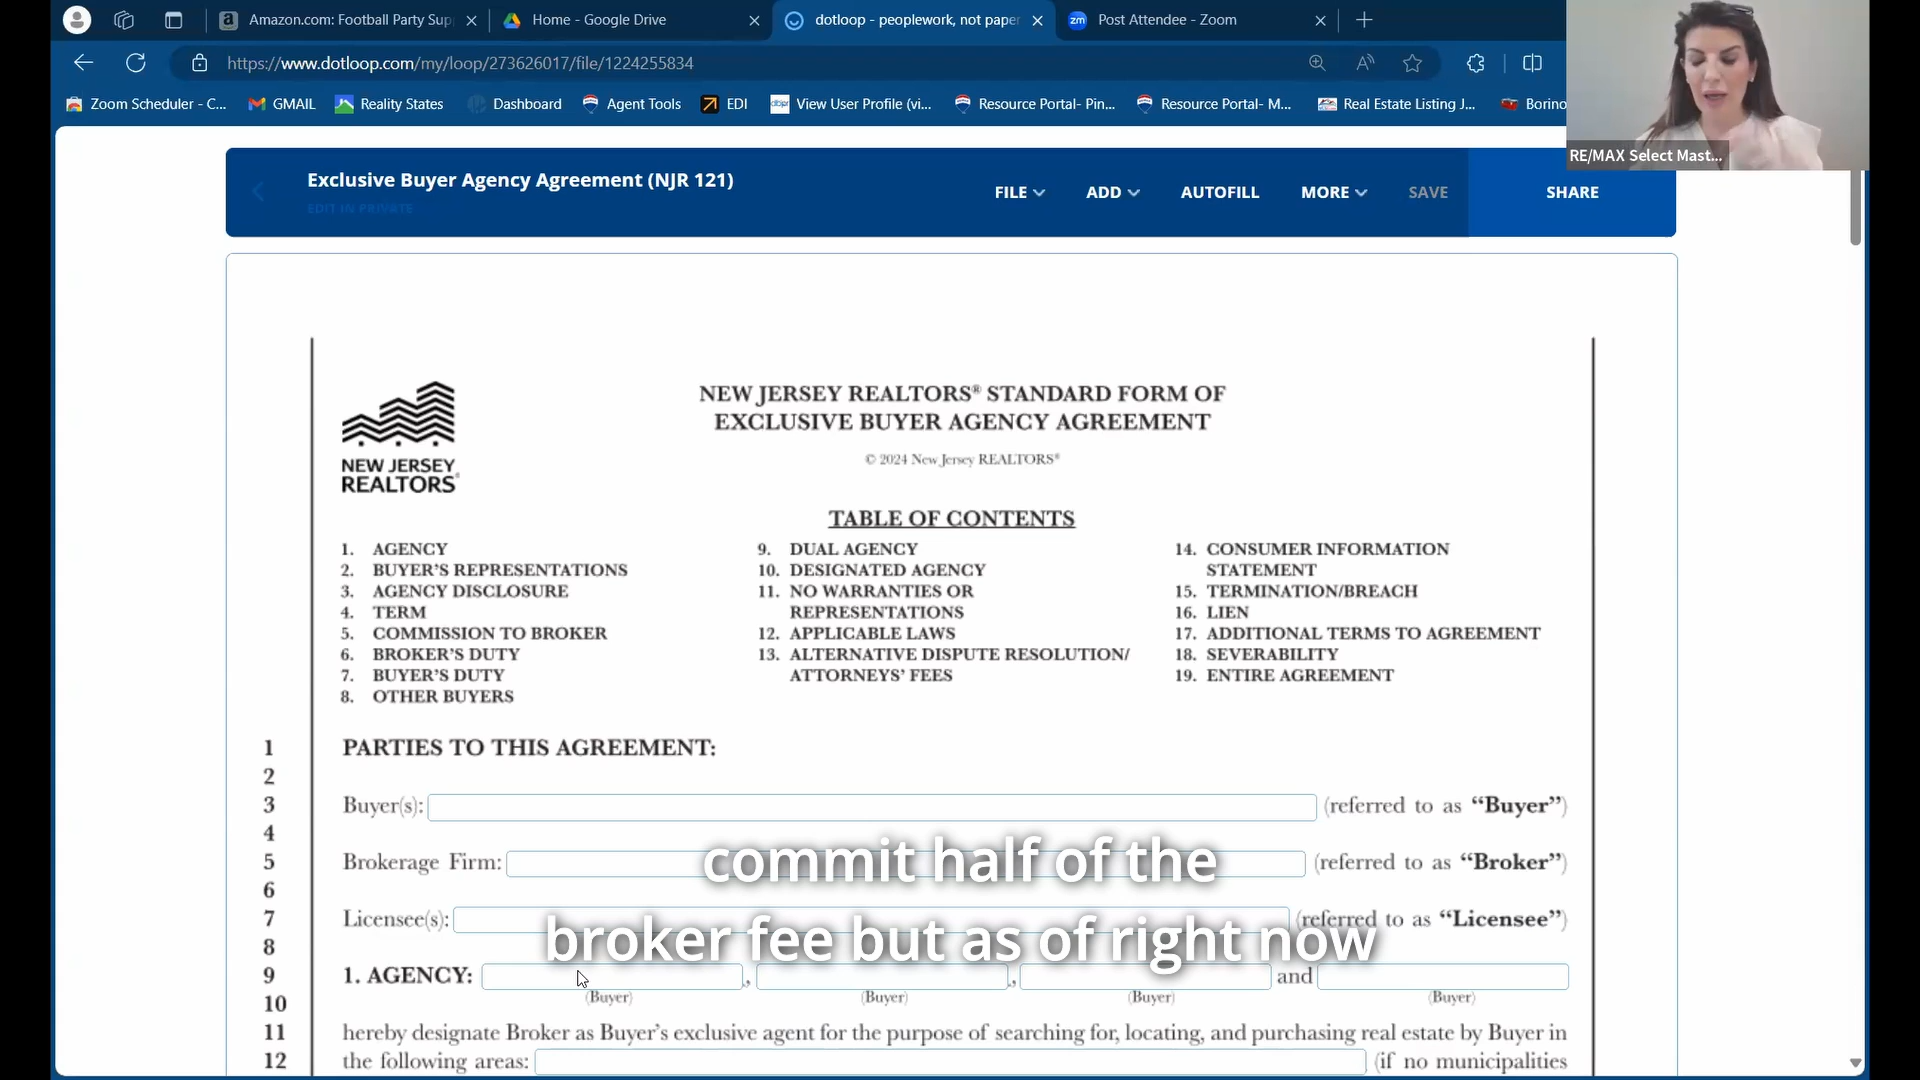 Amazon.com: Football Party Sup
Home - Google Drive
dotloop - peoplework, not paper
zm Post Attendee - Zoom
https://www.dotloop.com/my/loop/273626017/file/1224255834
Zoom Scheduler - C...
GMAIL
Reality States
Dashboard
Agent Tools
EDI
View User Profile (vi...
Resource Portal- Pin...
Resource Portal- M...
Real Estate Listing J...
Borino
RE/MAX Select Mast...
Exclusive Buyer Agency Agreement (NJR 121)
EDIT IN PRIVATE
FILE
ADD
AUTOFILL
MORE
SAVE
SHARE
NEW JERSEY REALTORS® STANDARD FORM OF
EXCLUSIVE BUYER AGENCY AGREEMENT
© 2024 New Jersey REALTORS®
NEW JERSEY
REALTORS®
TABLE OF CONTENTS
1. AGENCY
2. BUYER'S REPRESENTATIONS
3. AGENCY DISCLOSURE
4. TERM
5. COMMISSION TO BROKER
6. BROKER'S DUTY
7. BUYER'S DUTY
8. OTHER BUYERS
9. DUAL AGENCY
10. DESIGNATED AGENCY
11. NO WARRANTIES OR
REPRESENTATIONS
12. APPLICABLE LAWS
13. ALTERNATIVE DISPUTE RESOLUTION/
ATTORNEYS' FEES
14. CONSUMER INFORMATION
STATEMENT
15. TERMINATION/BREACH
16. LIEN
17. ADDITIONAL TERMS TO AGREEMENT
18. SEVERABILITY
19. ENTIRE AGREEMENT
1 PARTIES TO THIS AGREEMENT:
2
3 Buyer(s): (referred to as “Buyer”)
4
commit half of the
5 Brokerage Firm: (referred to as “Broker”)
6
7 Licensee(s): (referred to as “Licensee”)
broker fee but as of right now
8
9 1. AGENCY: , , and
10 (Buyer) (Buyer) (Buyer) (Buyer)
11 hereby designate Broker as Buyer's exclusive agent for the purpose of searching for, locating, and purchasing real estate by Buyer in
12 the following areas: (if no municipalities